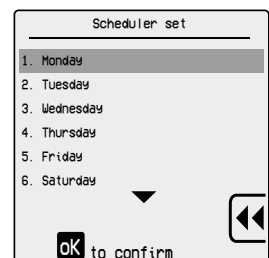 Scheduler set
1. Monday
2. Tuesday
3. Wednesday
4. Thursday
5. Friday
6. Saturday
oK to confirm